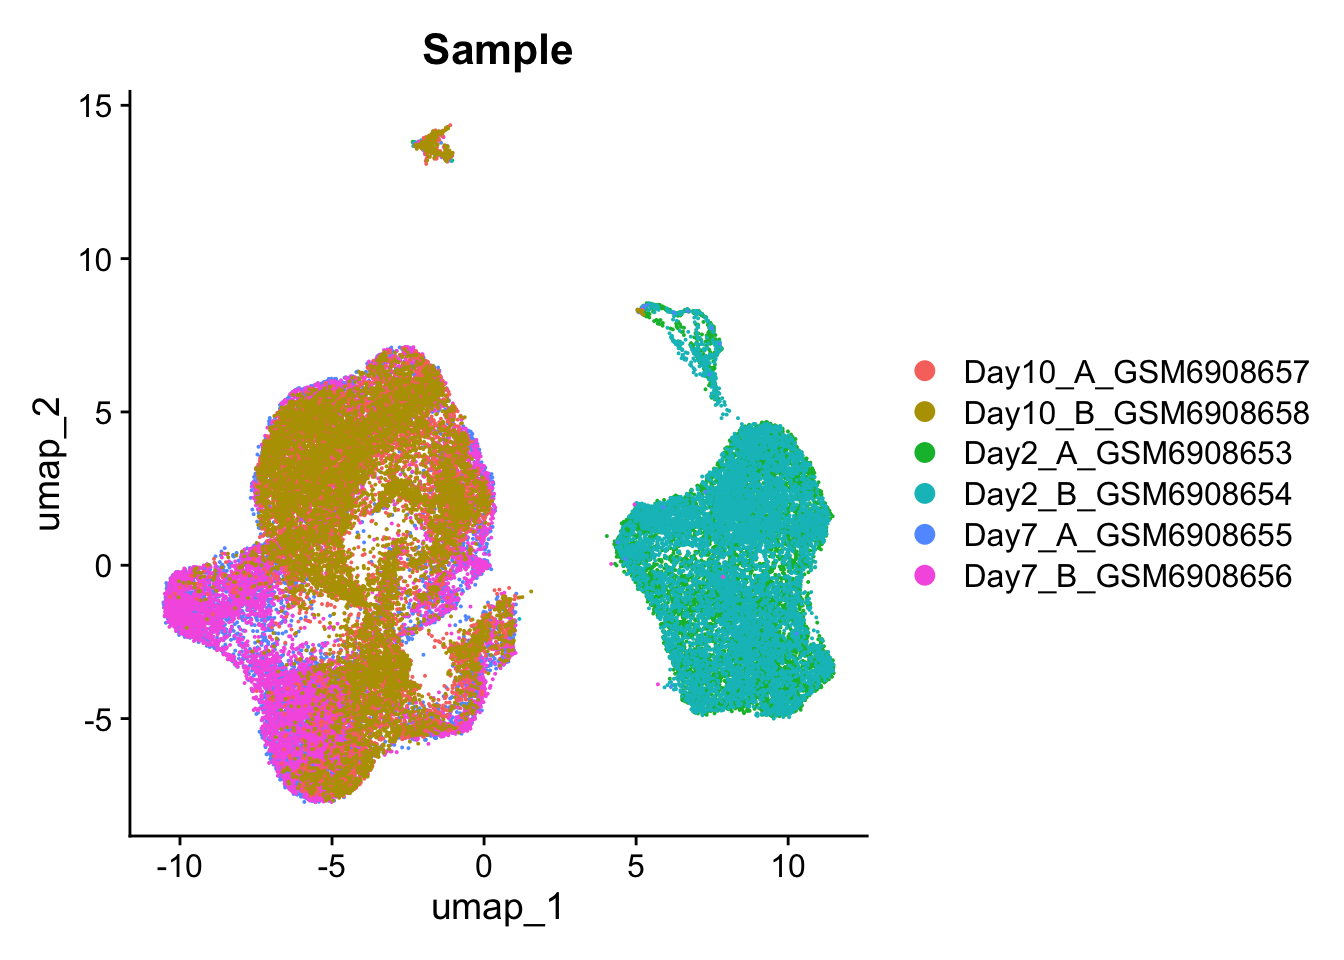 Sample
15
10
5
0
-5
umap_2
-10 -5 0 5 10
umap_1
Day10_A_GSM6908657
Day10_B_GSM6908658
Day2_A_GSM6908653
Day2_B_GSM6908654
Day7_A_GSM6908655
Day7_B_GSM6908656